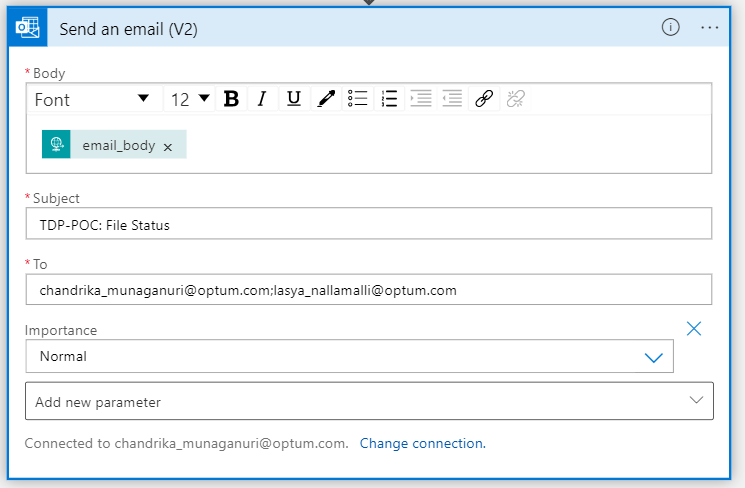 Send an email (V2)
* Body
Font 12 B I U
email_body ×
* Subject
TDP-POC: File Status
* To
chandrika_munaganuri@optum.com;lasya_nallamalli@optum.com
Importance
Normal
Add new parameter
Connected to chandrika_munaganuri@optum.com. Change connection.